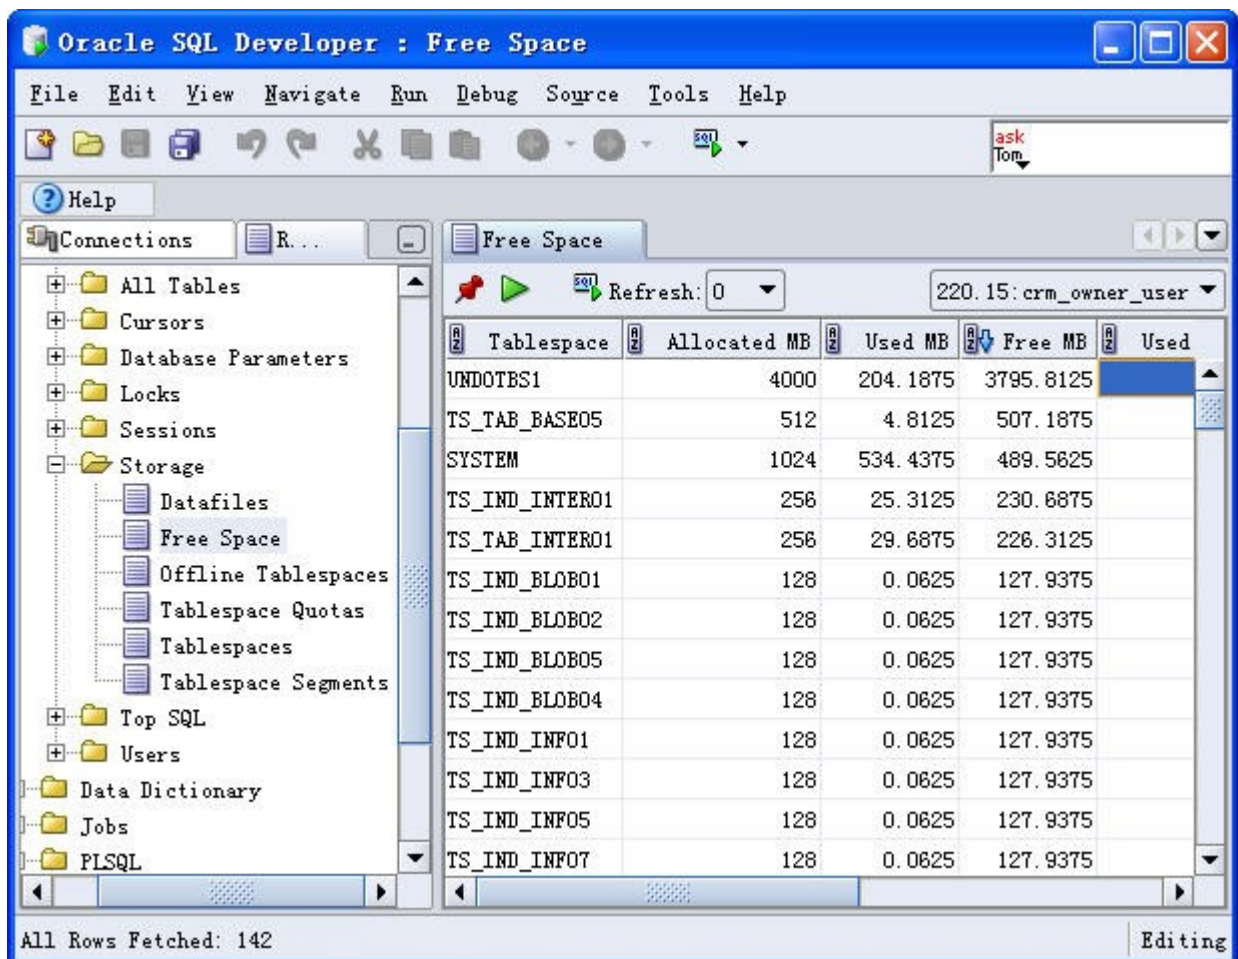 Oracle SQL Developer : Free Space
File Edit View Navigate Run Debug Source Tools Help
ask
Tom
Help
Connections R... Free Space
All Tables
Cursors
Database Parameters
Locks
Sessions
Storage
Datafiles
Free Space
Offline Tablespaces
Tablespace Quotas
Tablespaces
Tablespace Segments
Top SQL
Users
Data Dictionary
Jobs
PLSQL
Refresh: 0 220.15:crm_owner_user
Tablespace Allocated MB Used MB Free MB Used
UNDOTBS1 4000 204.1875 3795.8125
TS_TAB_BASE05 512 4.8125 507.1875
SYSTEM 1024 534.4375 489.5625
TS_IND_INTER01 256 25.3125 230.6875
TS_TAB_INTER01 256 29.6875 226.3125
TS_IND_BLOB01 128 0.0625 127.9375
TS_IND_BLOB02 128 0.0625 127.9375
TS_IND_BLOB05 128 0.0625 127.9375
TS_IND_BLOB04 128 0.0625 127.9375
TS_IND_INFO1 128 0.0625 127.9375
TS_IND_INFO3 128 0.0625 127.9375
TS_IND_INFO5 128 0.0625 127.9375
TS_IND_INFO7 128 0.0625 127.9375
All Rows Fetched: 142 Editing